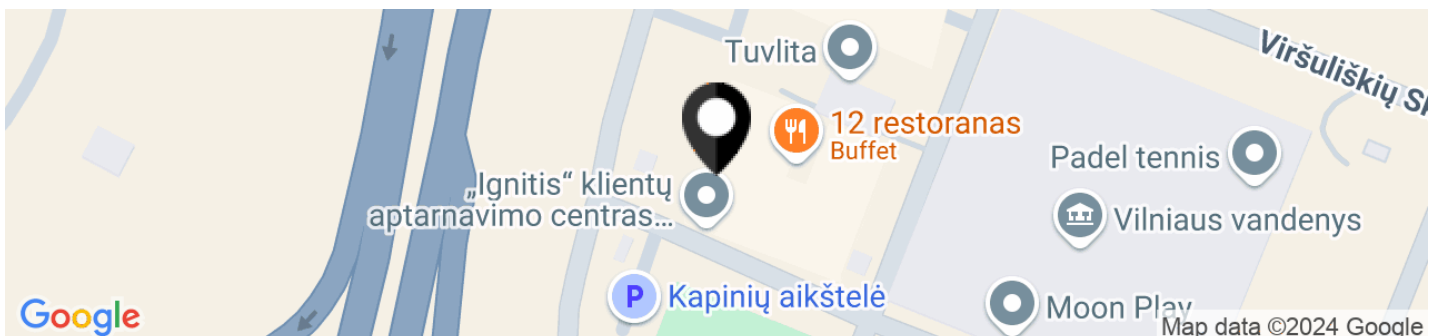 Tuvlita
Viršuliškių
12 restoranas
Buffet
Padel tennis
„Ignitis“ klientų
aptarnavimo centras...
Vilniaus vandenys
P
Kapinių aikštelė
Moon Play
Google
Map data ©2024 Google